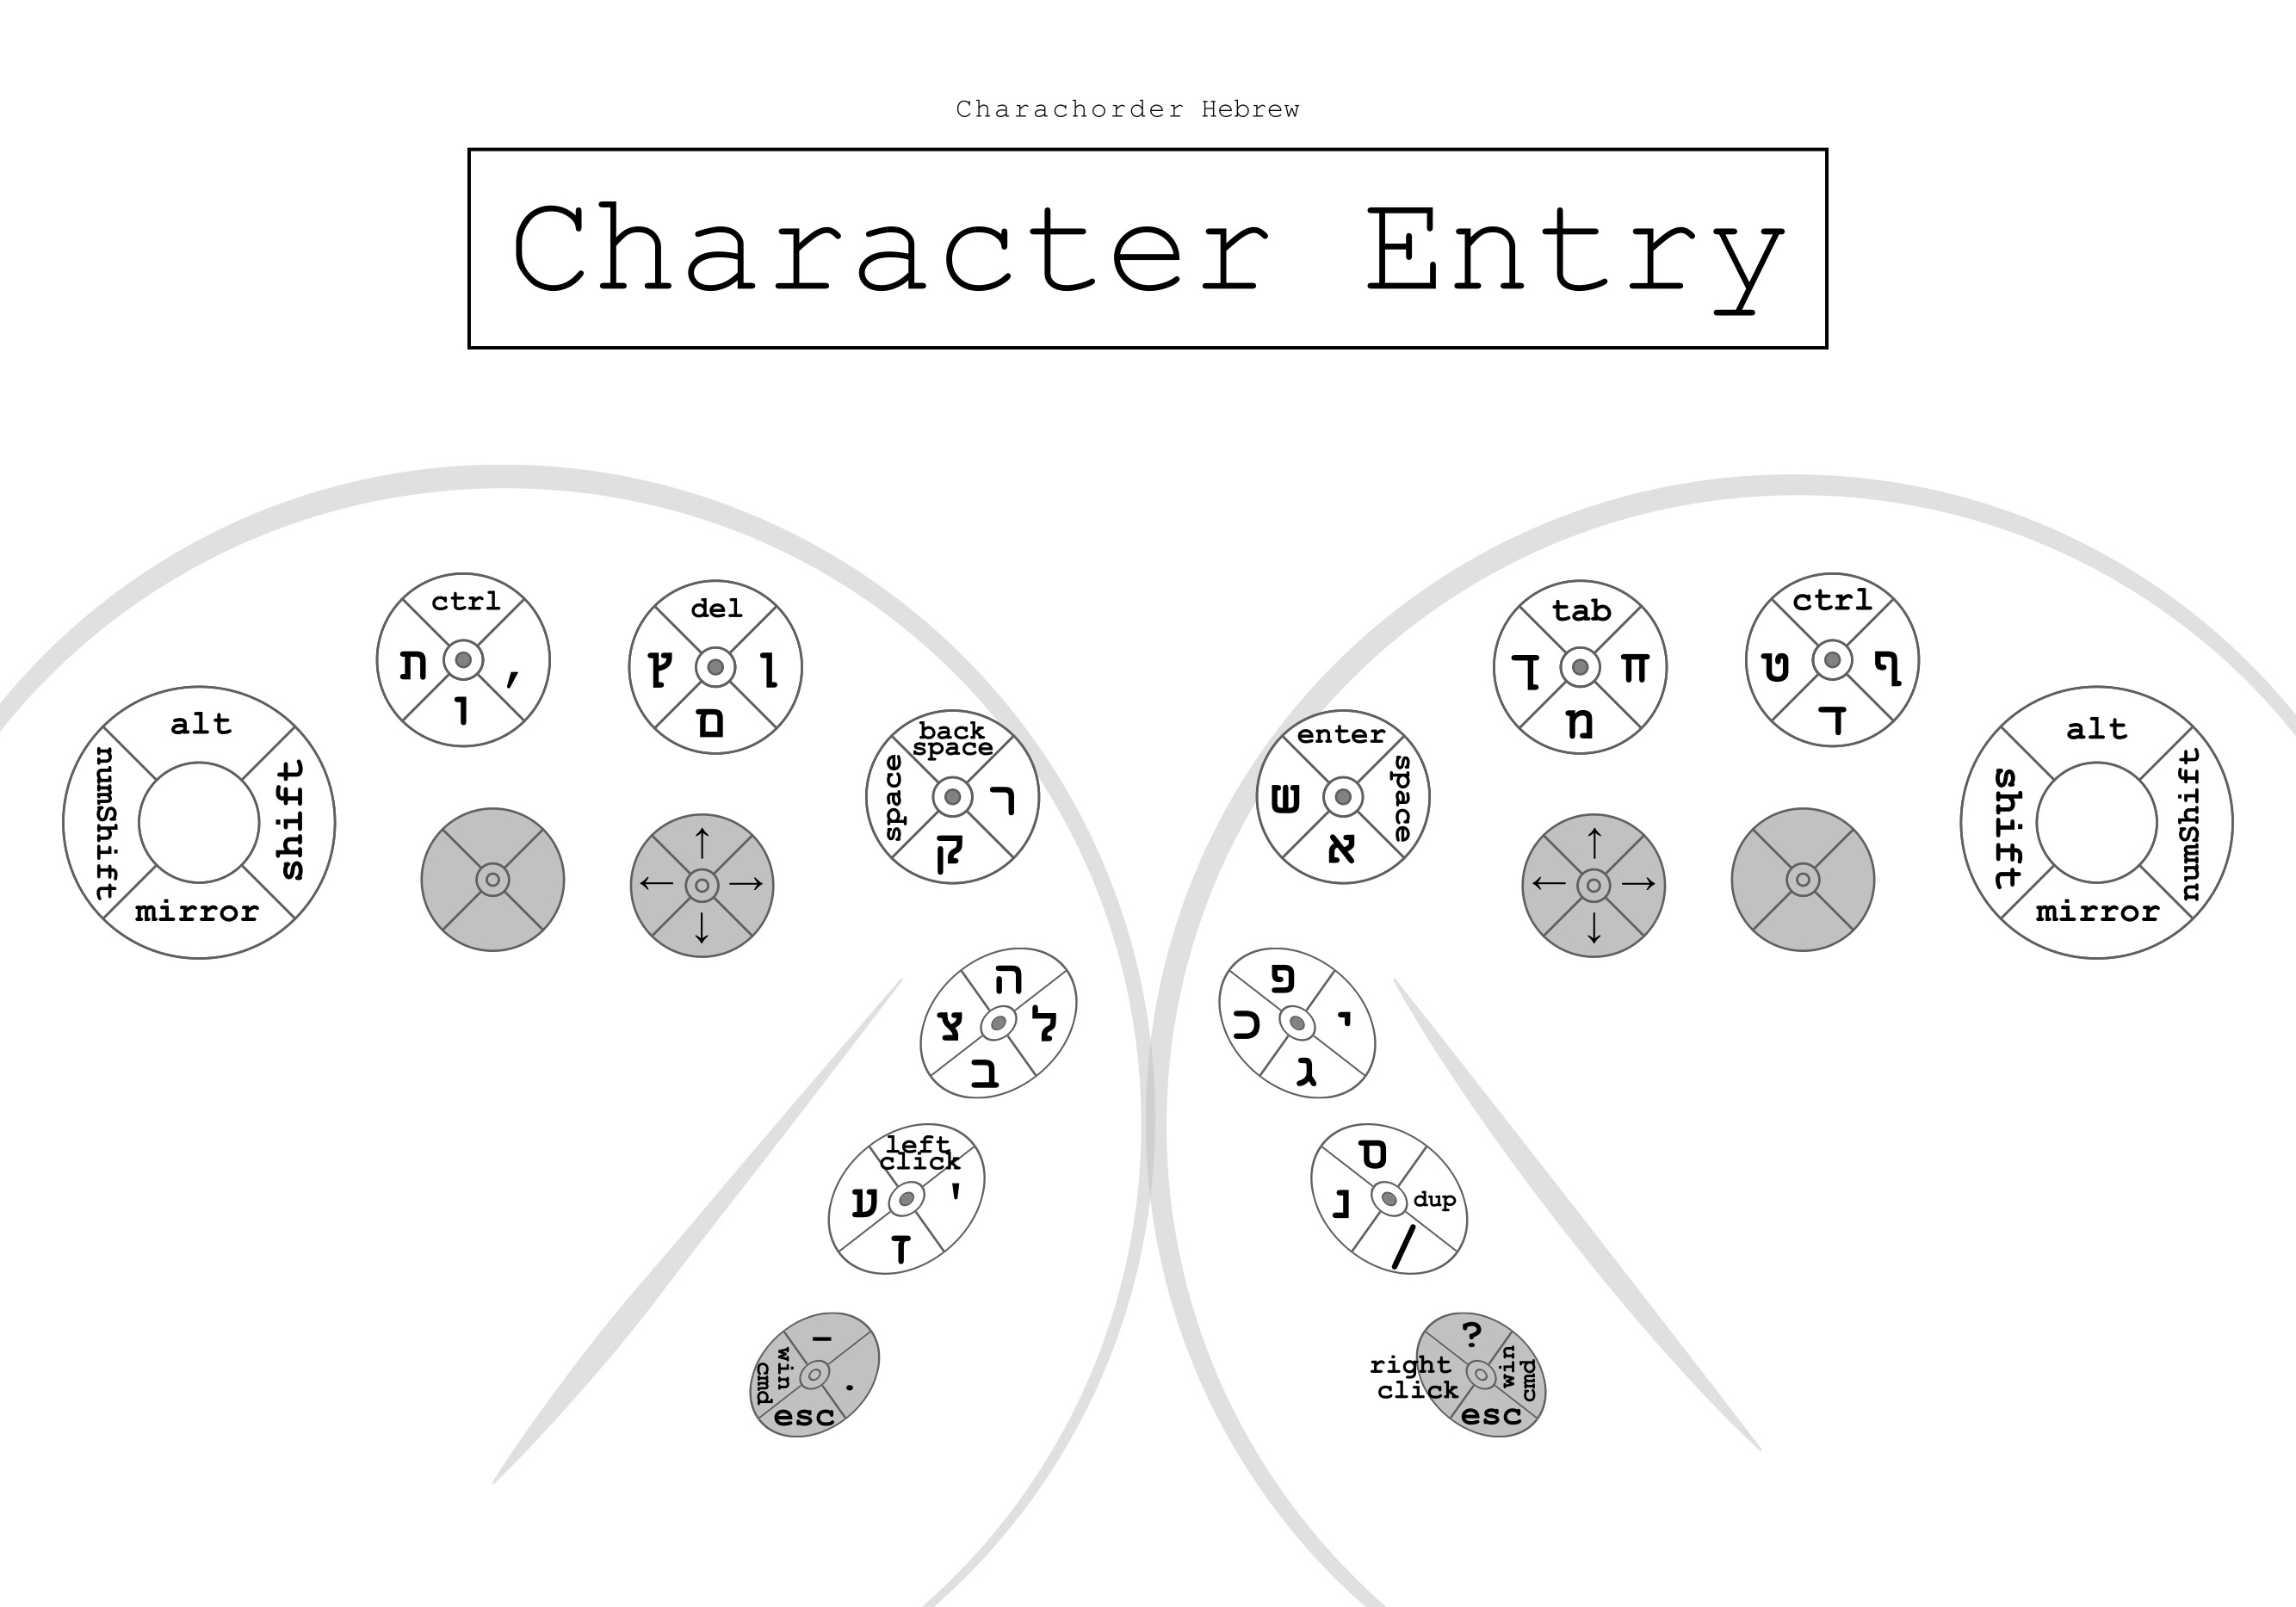 Charachorder Hebrew
Character Entry
alt
numShift
shift
mirror
ctrl
ת
,
ו
del
ץ
ן
ם
back
space
space
ר
ק
enter
ש
space
א
tab
ך
ח
מ
ctrl
ט
ף
ד
alt
shift
numShift
mirror
↑
← →
↓
↑
← →
↓
ה
צ
ל
ב
פ
כ
י
ג
left
click
ע
'
ז
ס
נ
dup
/
-
win
cmd
.
esc
?
right
click
win
cmd
esc